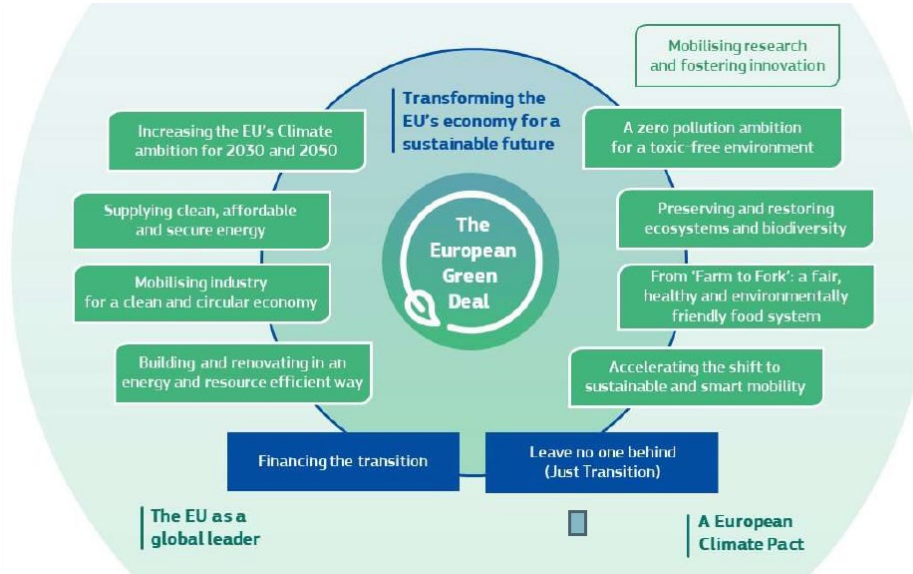 Mobilising research
and fostering innovation
Transforming the
EU's economy for a
sustainable future
Increasing the EU's Climate
ambition for 2030 and 2050
A zero pollution ambition
for a toxic-free environment
Supplying clean, affordable
and secure energy
The
European
Green
Deal
Preserving and restoring
ecosystems and biodiversity
Mobilising industry
for a clean and circular economy
From 'Farm to Fork': a fair,
healthy and environmentally
friendly food system
Building and renovating in an
energy and resource efficient way
Accelerating the shift to
sustainable and smart mobility
Financing the transition
Leave no one behind
(Just Transition)
The EU as a
global leader
A European
Climate Pact